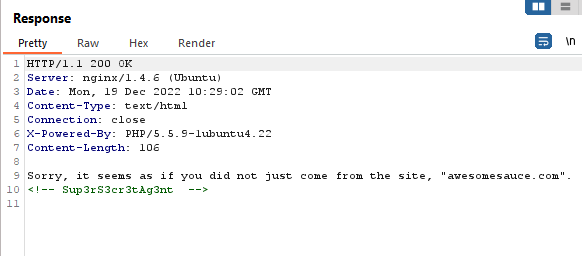 Response
Pretty Raw Hex Render \n
1 HTTP/1.1 200 OK
2 Server: nginx/1.4.6 (Ubuntu)
3 Date: Mon, 19 Dec 2022 10:29:02 GMT
4 Content-Type: text/html
5 Connection: close
6 X-Powered-By: PHP/5.5.9-1ubuntu4.22
7 Content-Length: 106
8
9 Sorry, it seems as if you did not just come from the site, "awesomesauce.com".
10 <!-- Sup3rS3cr3tAg3nt  -->
11